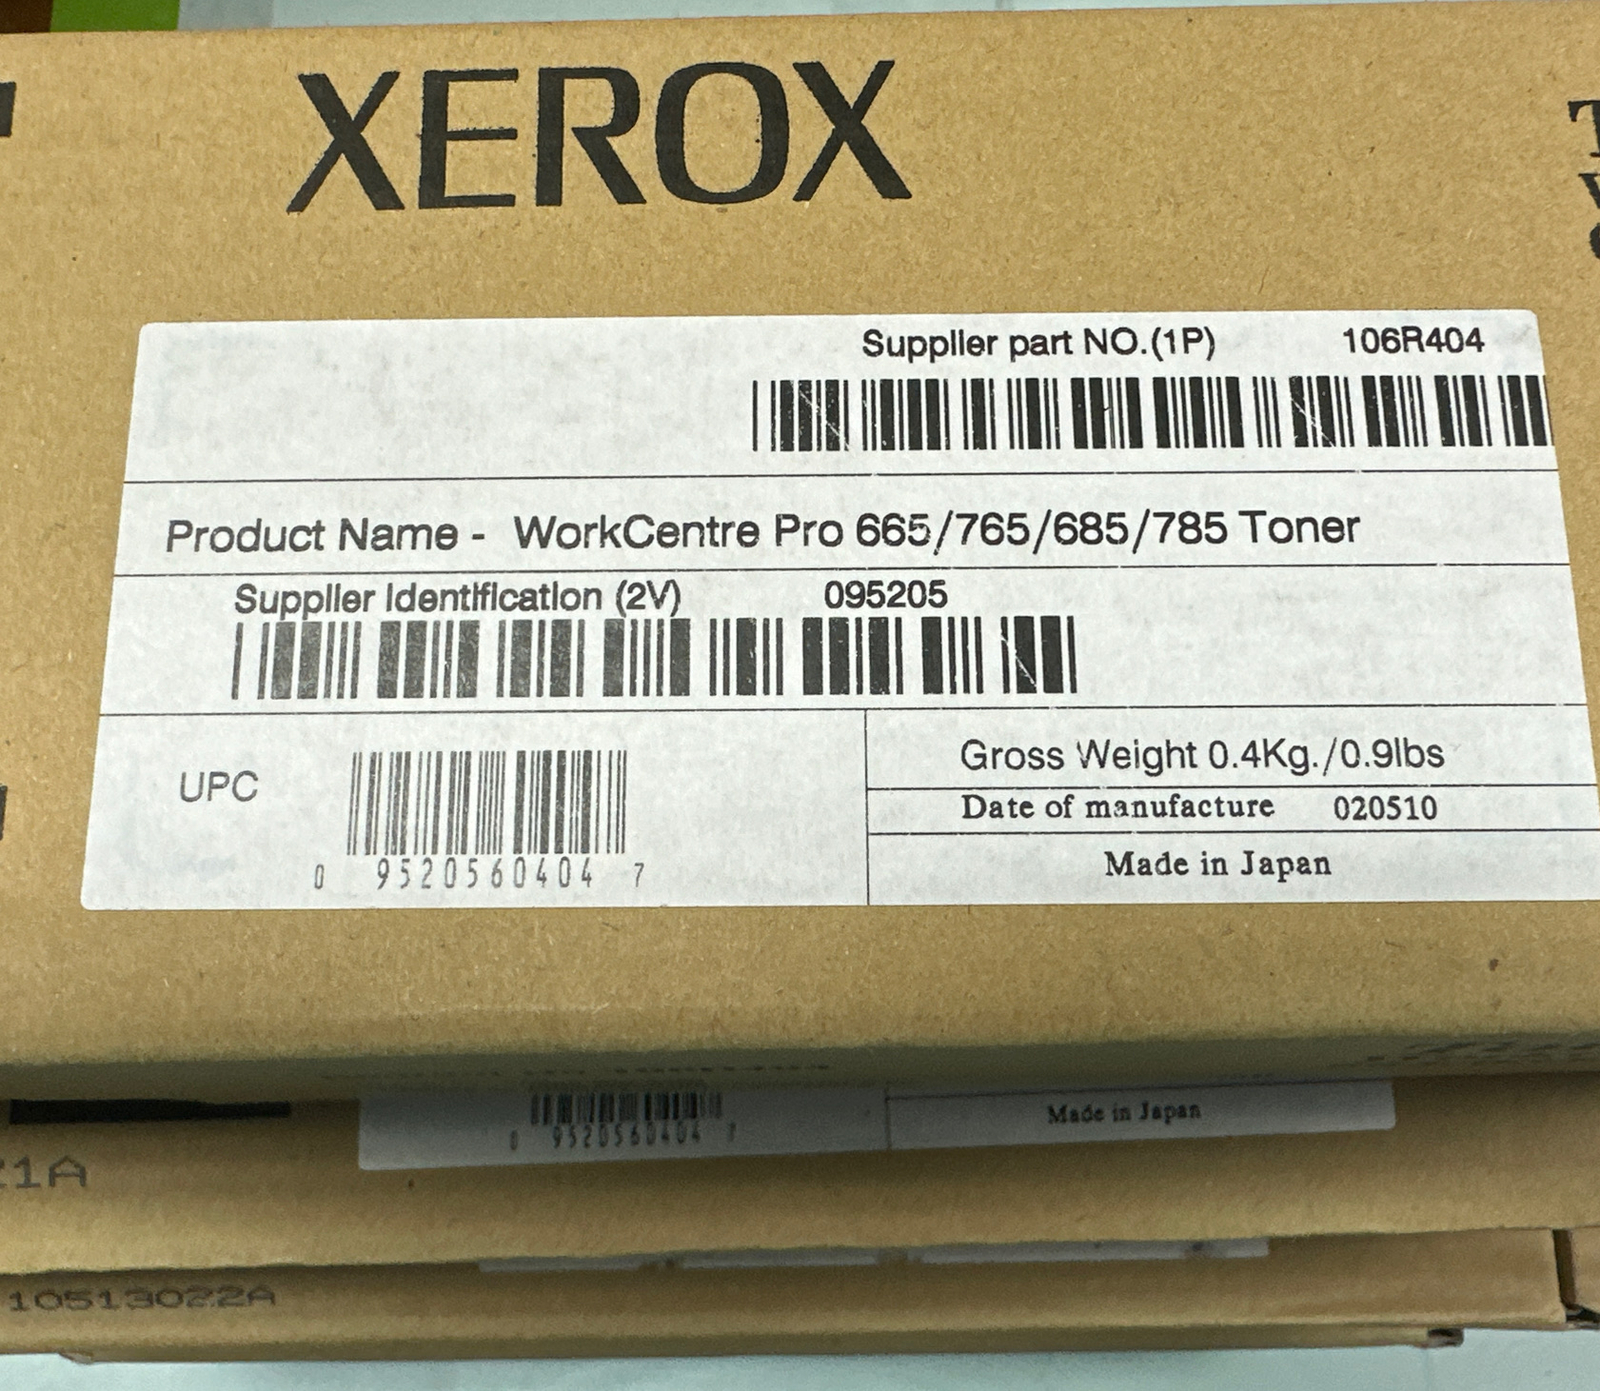 XEROX
Supplier part NO.(1P) 106R404
Product Name - WorkCentre Pro 665/765/685/785 Toner
Supplier Identification (2V) 095205
UPC
0 9520560404 7
Gross Weight 0.4Kg./0.9lbs
Date of manufacture 020510
Made in Japan
0 9520560404 7
Made in Japan
21A
10513022A